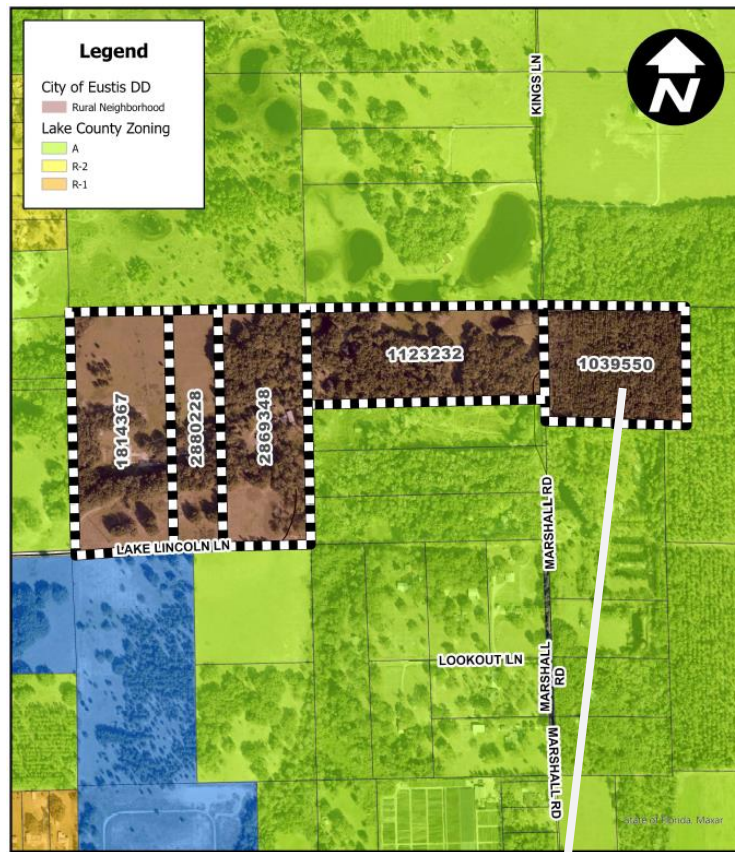 Legend
City of Eustis DD
Rural Neighborhood
Lake County Zoning
A
R-2
R-1
N
KINGS LN
1814367
2880228
2869348
1123232
1039550
LAKE LINCOLN LN
MARSHALL RD
LOOKOUT LN
MARSHALL
RD
MARSHALL RD
State of Florida, Maxar